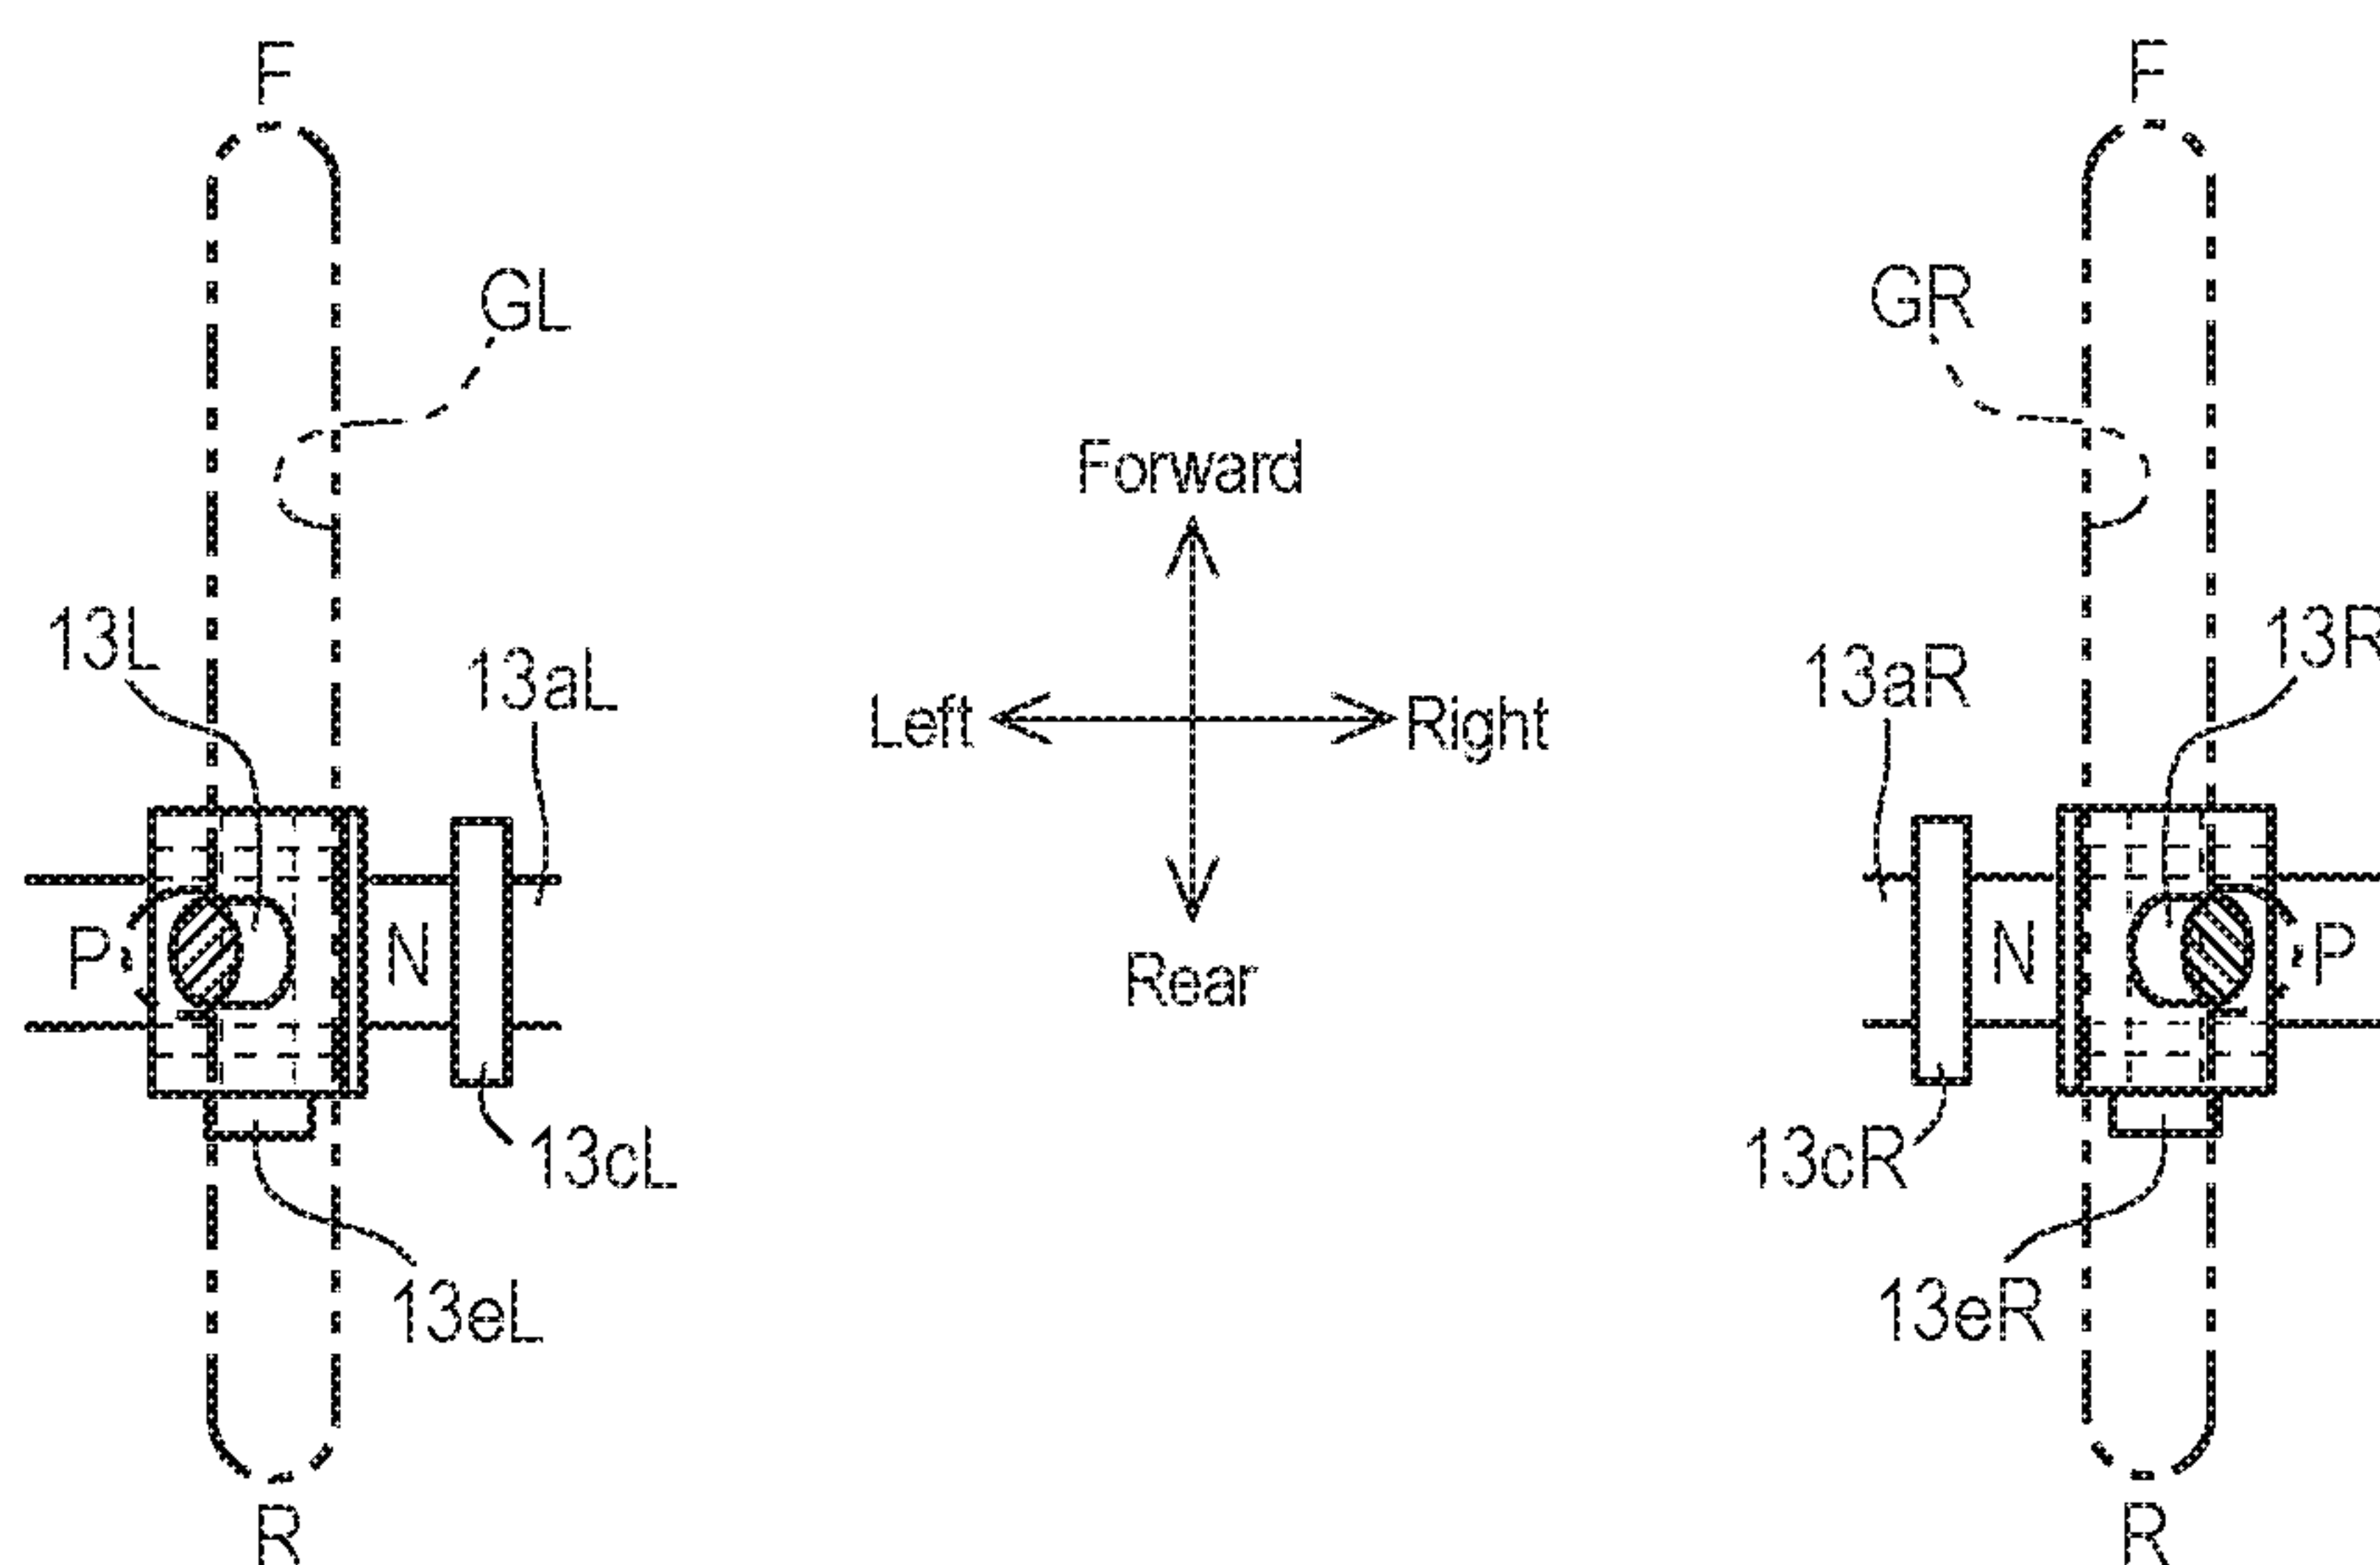 F F
GL GR
Forward
13L 13aL 13aR 13R
Left Right
P N N P
Rear
13cL 13cR
13eL 13eR
R R